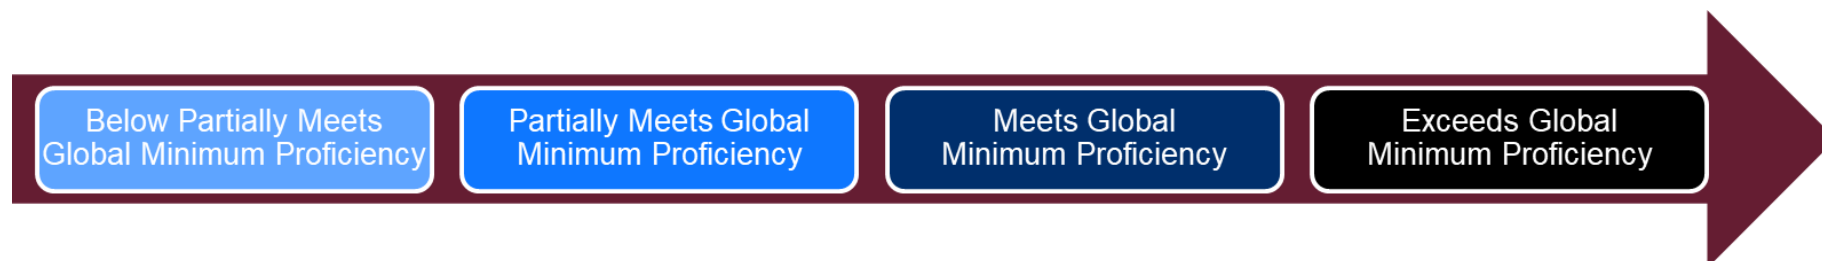 Below Partially Meets
Global Minimum Proficiency
Partially Meets Global
Minimum Proficiency
Meets Global
Minimum Proficiency
Exceeds Global
Minimum Proficiency